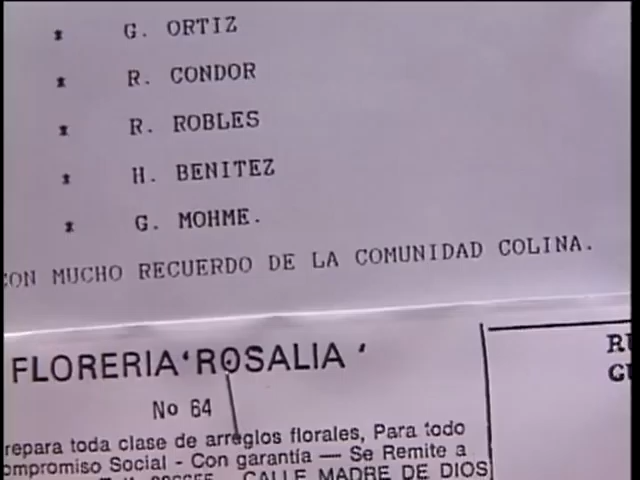 * G. ORTIZ
* R. CONDOR
* R. ROBLES
* H. BENITEZ
* G. MOHME.
CON MUCHO RECUERDO DE LA COMUNIDAD COLINA.
FLORERIA 'ROSALIA '
No 64
repara toda clase de arreglos florales, Para todo
ompromiso Social - Con garantía — Se Remite a
CALLE MADRE DE DIOS